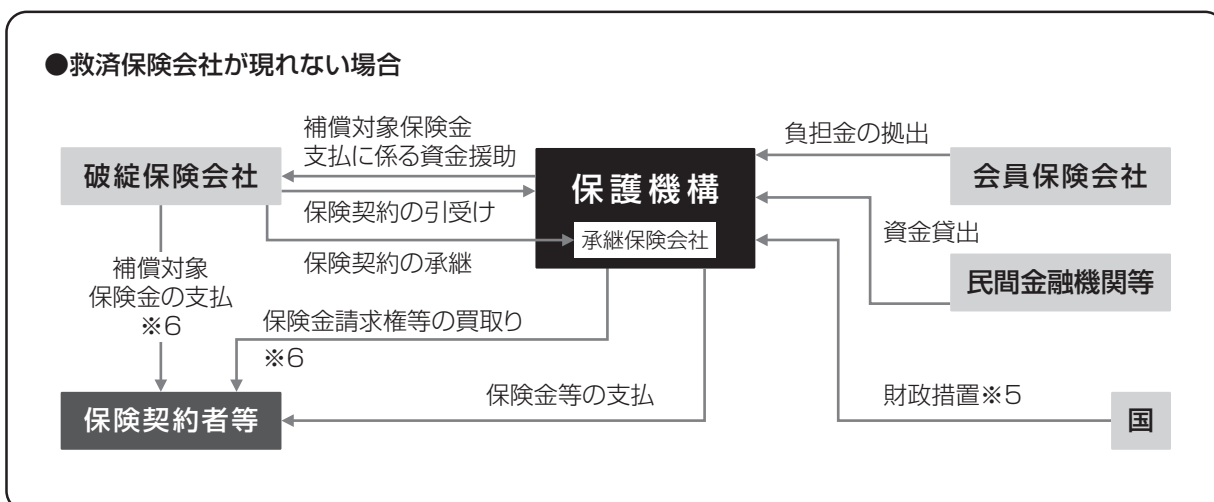 ●救済保険会社が現れない場合
補償対象保険金
支払に係る資金援助
負担金の拠出
破綻保険会社
保護機構
会員保険会社
保険契約の引受け
承継保険会社
資金貸出
保険契約の承継
補償対象
保険金の支払
※6
民間金融機関等
保険金請求権等の買取り
※6
保険金等の支払
財政措置※5
保険契約者等
国